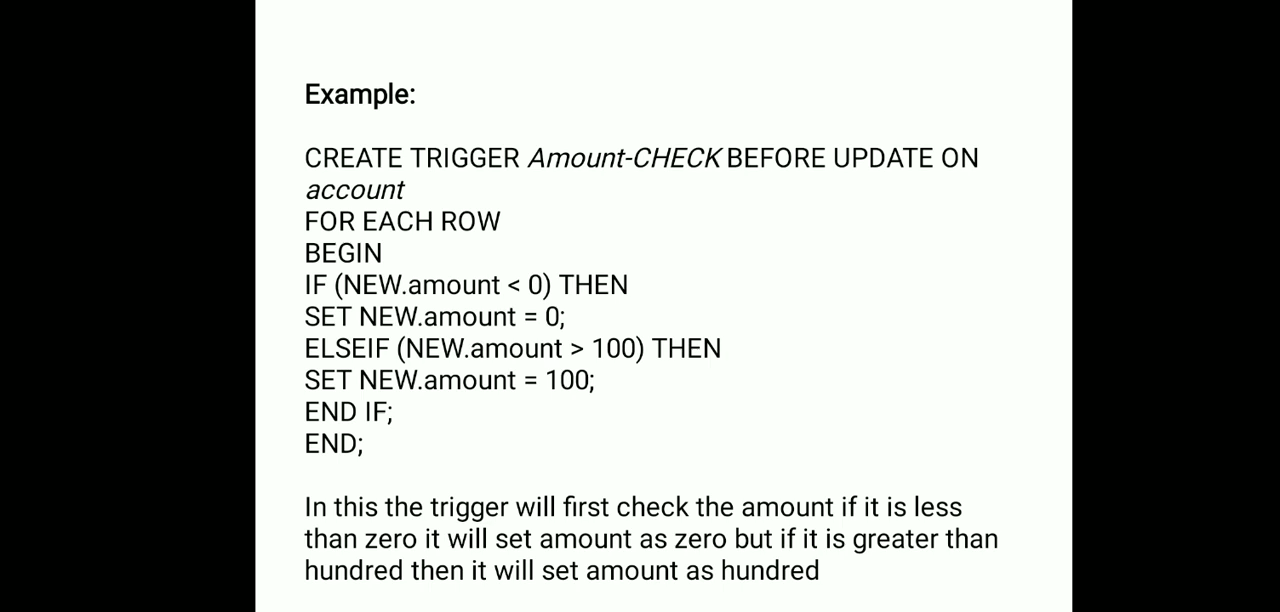 Example:
CREATE TRIGGER Amount-CHECK BEFORE UPDATE ON
account
FOR EACH ROW
BEGIN
IF (NEW.amount < 0) THEN
SET NEW.amount = 0;
ELSEIF (NEW.amount > 100) THEN
SET NEW.amount = 100;
END IF;
END;
In this the trigger will first check the amount if it is less
than zero it will set amount as zero but if it is greater than
hundred then it will set amount as hundred